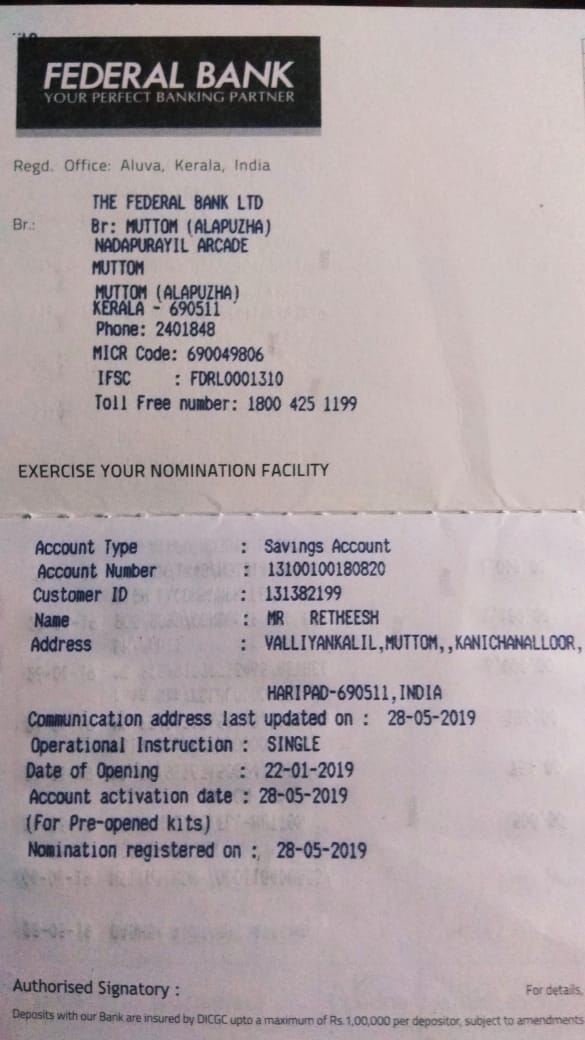 FEDERAL BANK
YOUR PERFECT BANKING PARTNER
Regd. Office: Aluva, Kerala, India
THE FEDERAL BANK LTD
Br.: Br: MUTTOM (ALAPUZHA)
NADAPURAYIL ARCADE
MUTTOM
MUTTOM (ALAPUZHA)
KERALA - 690511
Phone: 2401848
MICR Code: 690049806
IFSC : FDRL0001310
Toll Free number: 1800 425 1199
EXERCISE YOUR NOMINATION FACILITY
Account Type : Savings Account
Account Number : 13100100180820
Customer ID : 131382199
Name : MR RETHEESH
Address : VALLIYANKALIL,MUTTOM,,KANICHANALLOOR,
HARIPAD-690511,INDIA
Communication address last updated on : 28-05-2019
Operational Instruction : SINGLE
Date of Opening : 22-01-2019
Account activation date : 28-05-2019
(For Pre-opened kits)
Nomination registered on : 28-05-2019
Authorised Signatory : For details,
Deposits with our Bank are insured by DICGC upto a maximum of Rs.1,00,000 per depositor, subject to amendments